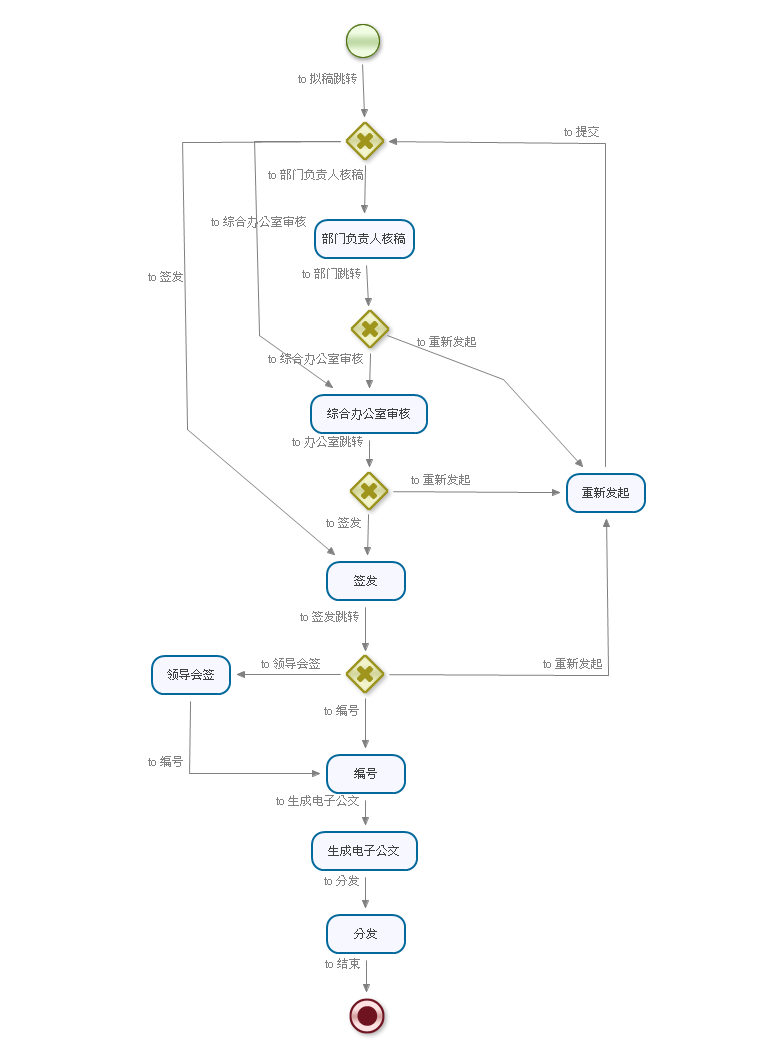 to 拟稿跳转
to 提交
to 部门负责人核稿
to 综合办公室审核
部门负责人核稿
to 签发
to 部门跳转
to 重新发起
to 综合办公室审核
综合办公室审核
to 办公室跳转
to 重新发起
重新发起
to 签发
签发
to 签发跳转
领导会签
to 领导会签
to 重新发起
to 编号
to 编号
编号
to 生成电子公文
生成电子公文
to 分发
分发
to 结束